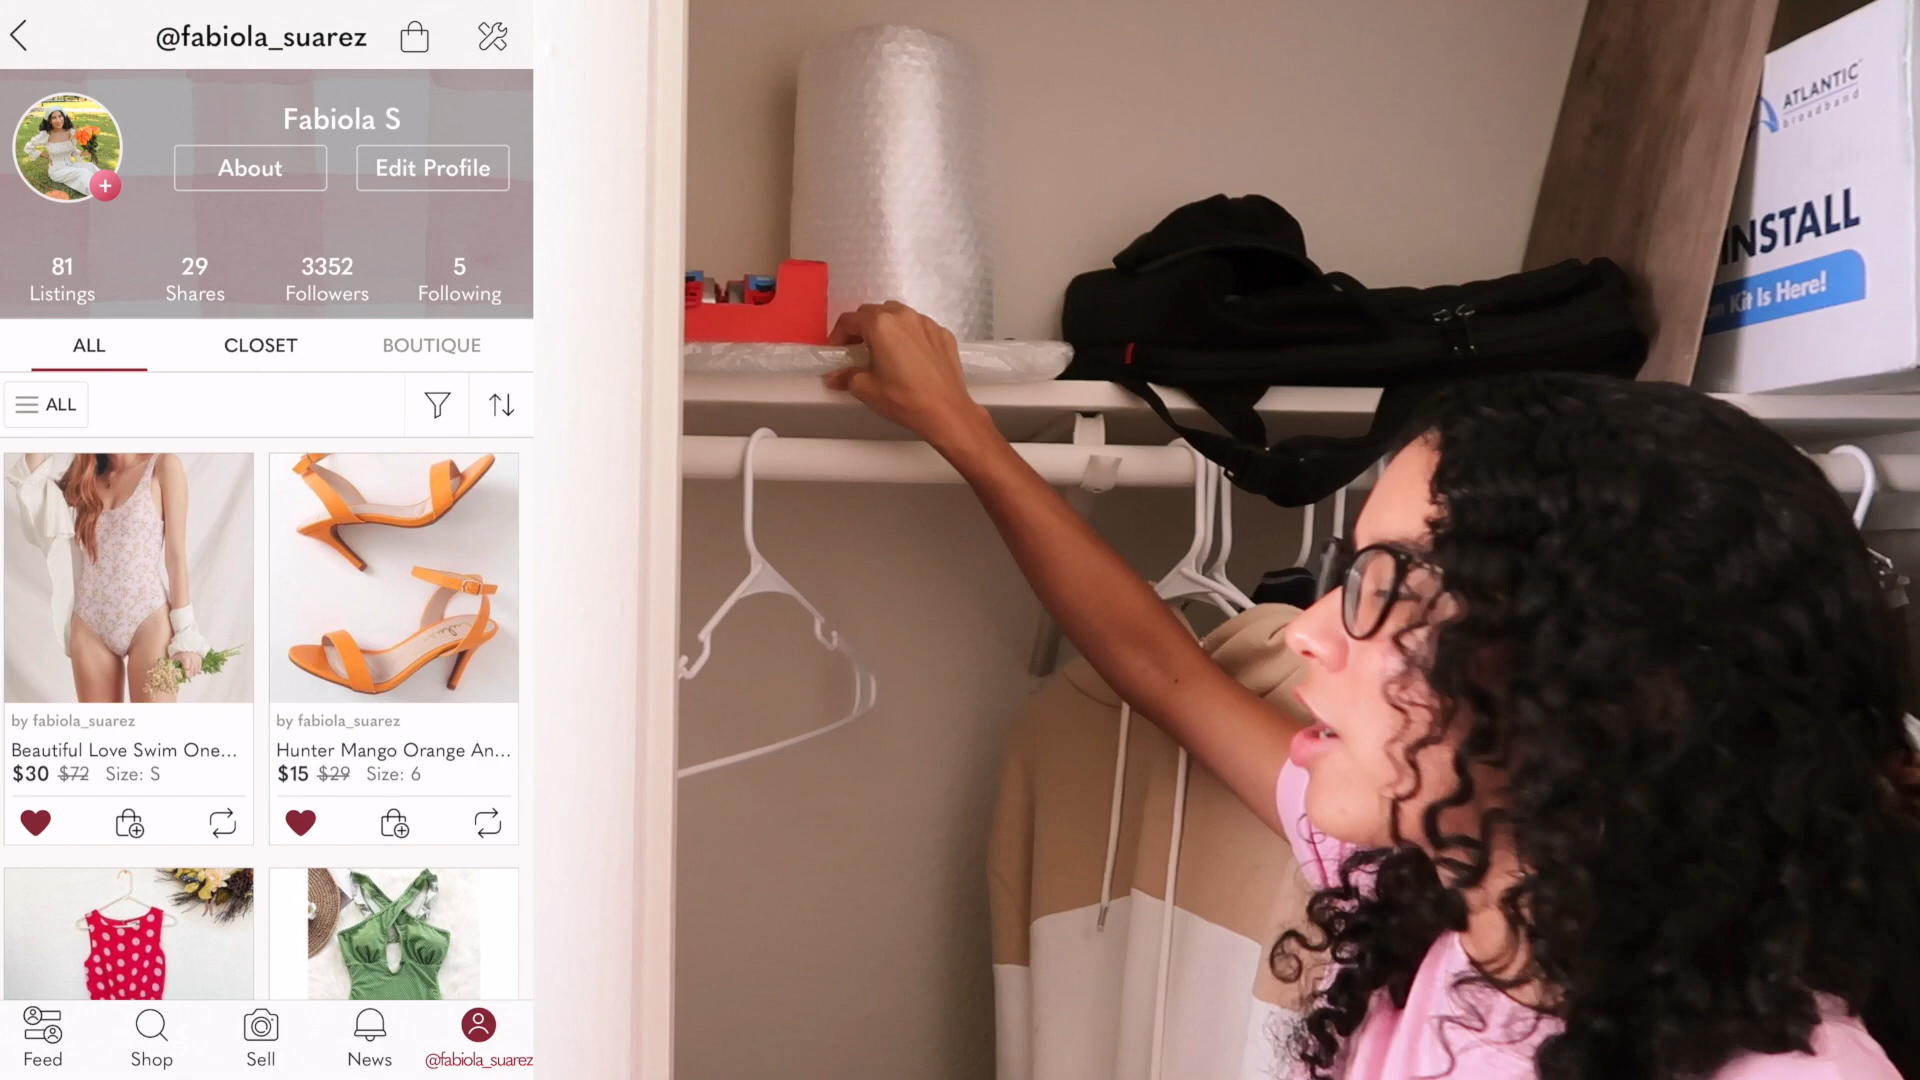 @fabiola_suarez
Fabiola S
About
Edit Profile
81
29
3352
5
Listings
Shares
Followers
Following
ALL
CLOSET
BOUTIQUE
ALL
by fabiola_suarez
by fabiola_suarez
Beautiful Love Swim One...
Hunter Mango Orange An...
$30 $72 Size: S
$15 $29 Size: 6
Feed
Shop
Sell
News
@fabiola_suarez
ATLANTIC
broadband
INSTALL
Kit Is Here!